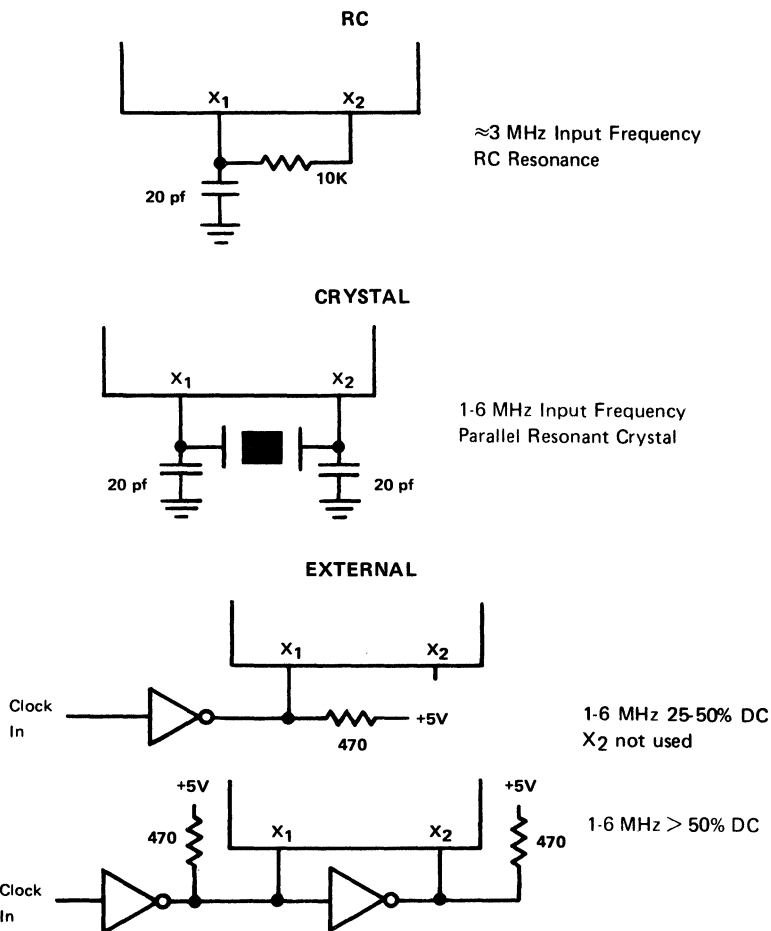 RC
X1 X2
≈3 MHz Input Frequency
RC Resonance
10K
20 pf
CRYSTAL
X1 X2
1-6 MHz Input Frequency
Parallel Resonant Crystal
20 pf 20 pf
EXTERNAL
X1 X2
Clock
In
+5V
470
1-6 MHz 25-50% DC
X2 not used
+5V +5V
470 X1 X2 470
1-6 MHz > 50% DC
Clock
In